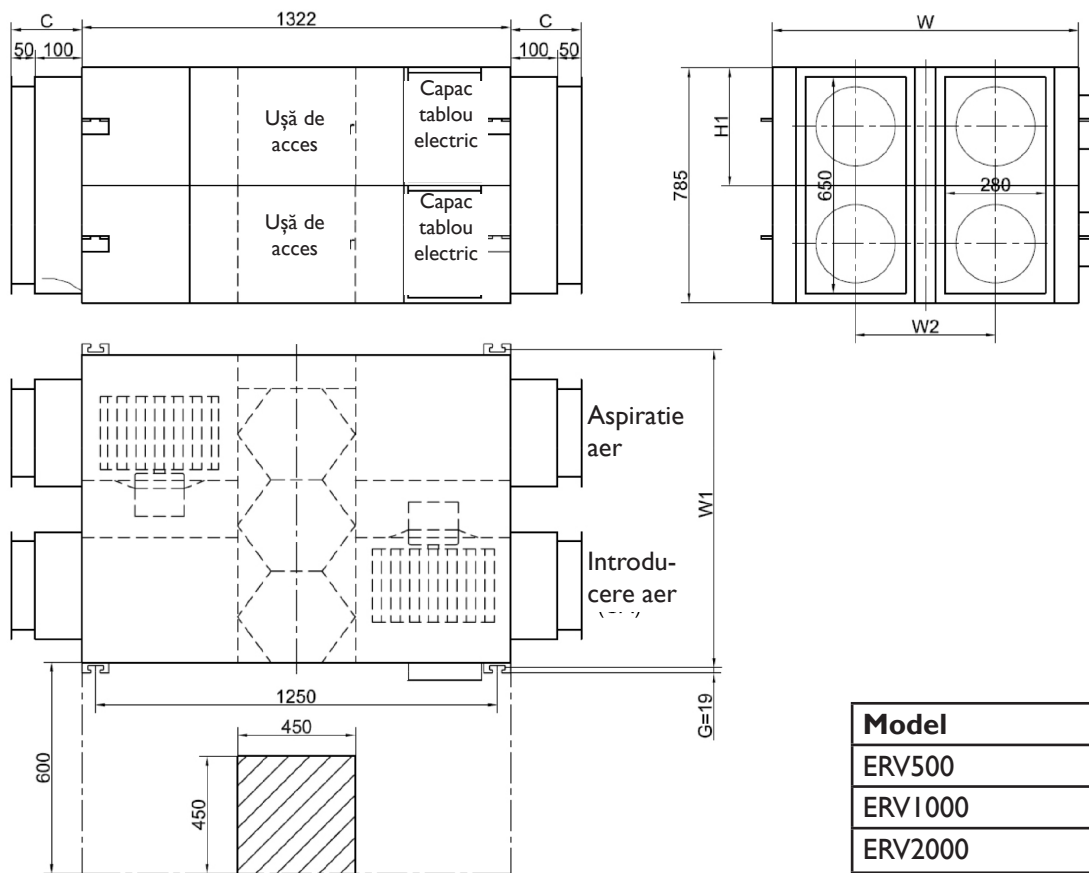 C
1322
C
50
100
100
50
Ușă de
acces
Capac
tablou
electric
Ușă de
acces
Capac
tablou
electric
W
H1
785
650
280
W2
Aspiratie
aer
Introdu-
cere aer
W1
G=19
1250
450
600
450
Model
ERV500
ERV1000
ERV2000